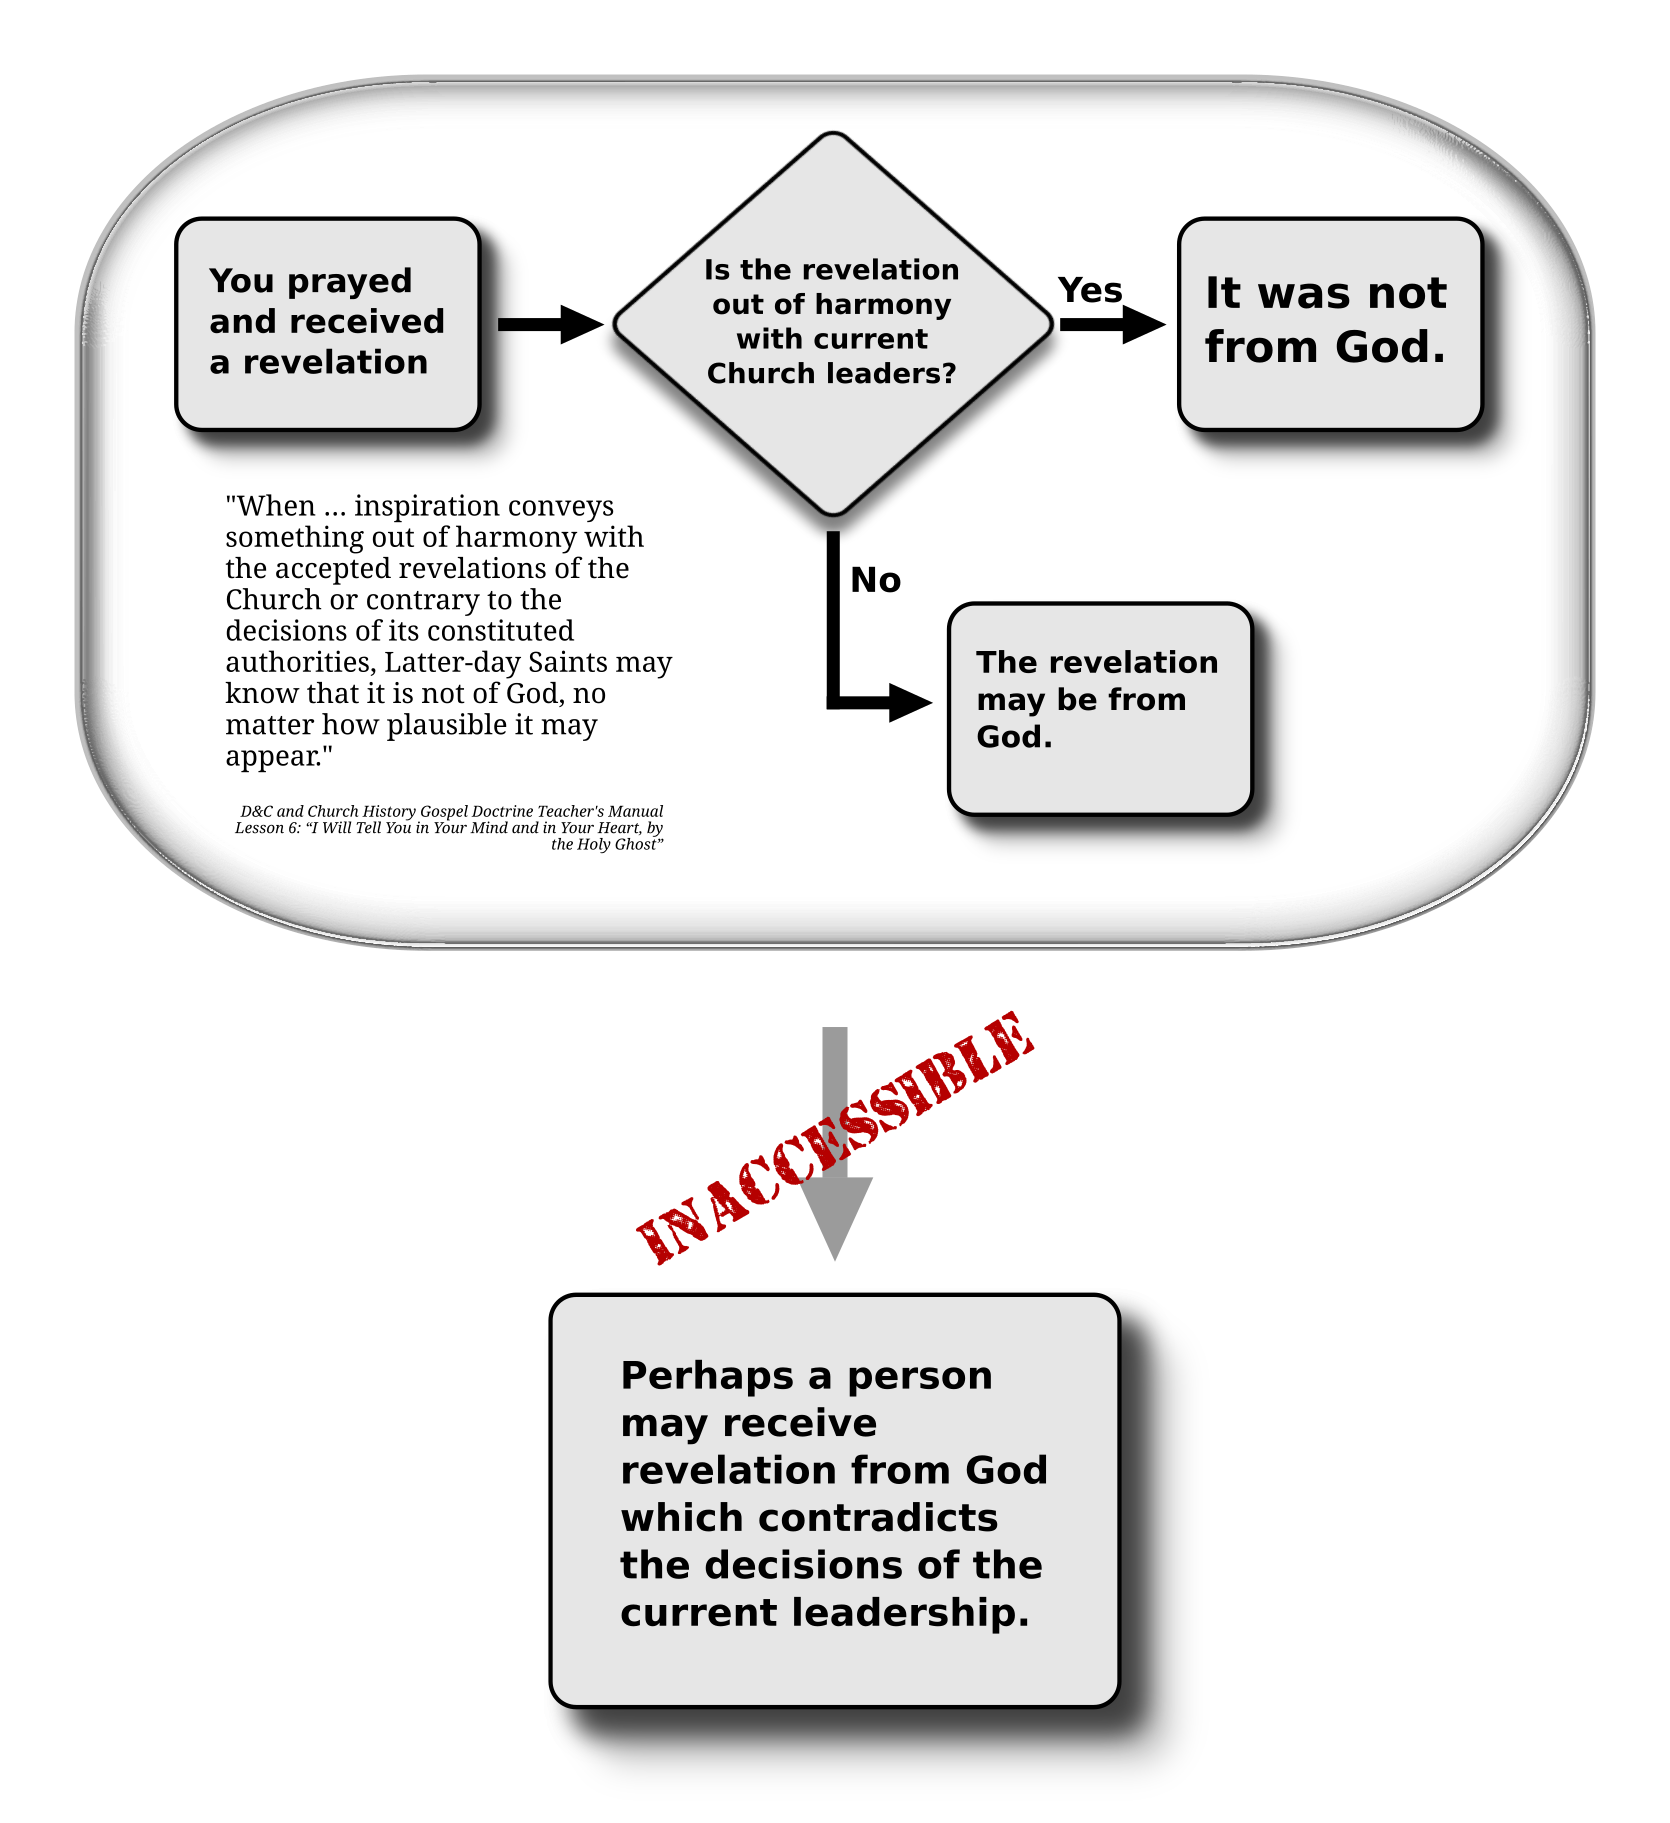 You prayed
and received
a revelation
Is the revelation
out of harmony
with current
Church leaders?
Yes
It was not
from God.
"When ... inspiration conveys
something out of harmony with
the accepted revelations of the
Church or contrary to the
decisions of its constituted
authorities, Latter-day Saints may
know that it is not of God, no
matter how plausible it may
appear."
D&C and Church History Gospel Doctrine Teacher's Manual
Lesson 6: “I Will Tell You in Your Mind and in Your Heart, by
the Holy Ghost”
No
The revelation
may be from
God.
INACCESSIBLE
Perhaps a person
may receive
revelation from God
which contradicts
the decisions of the
current leadership.